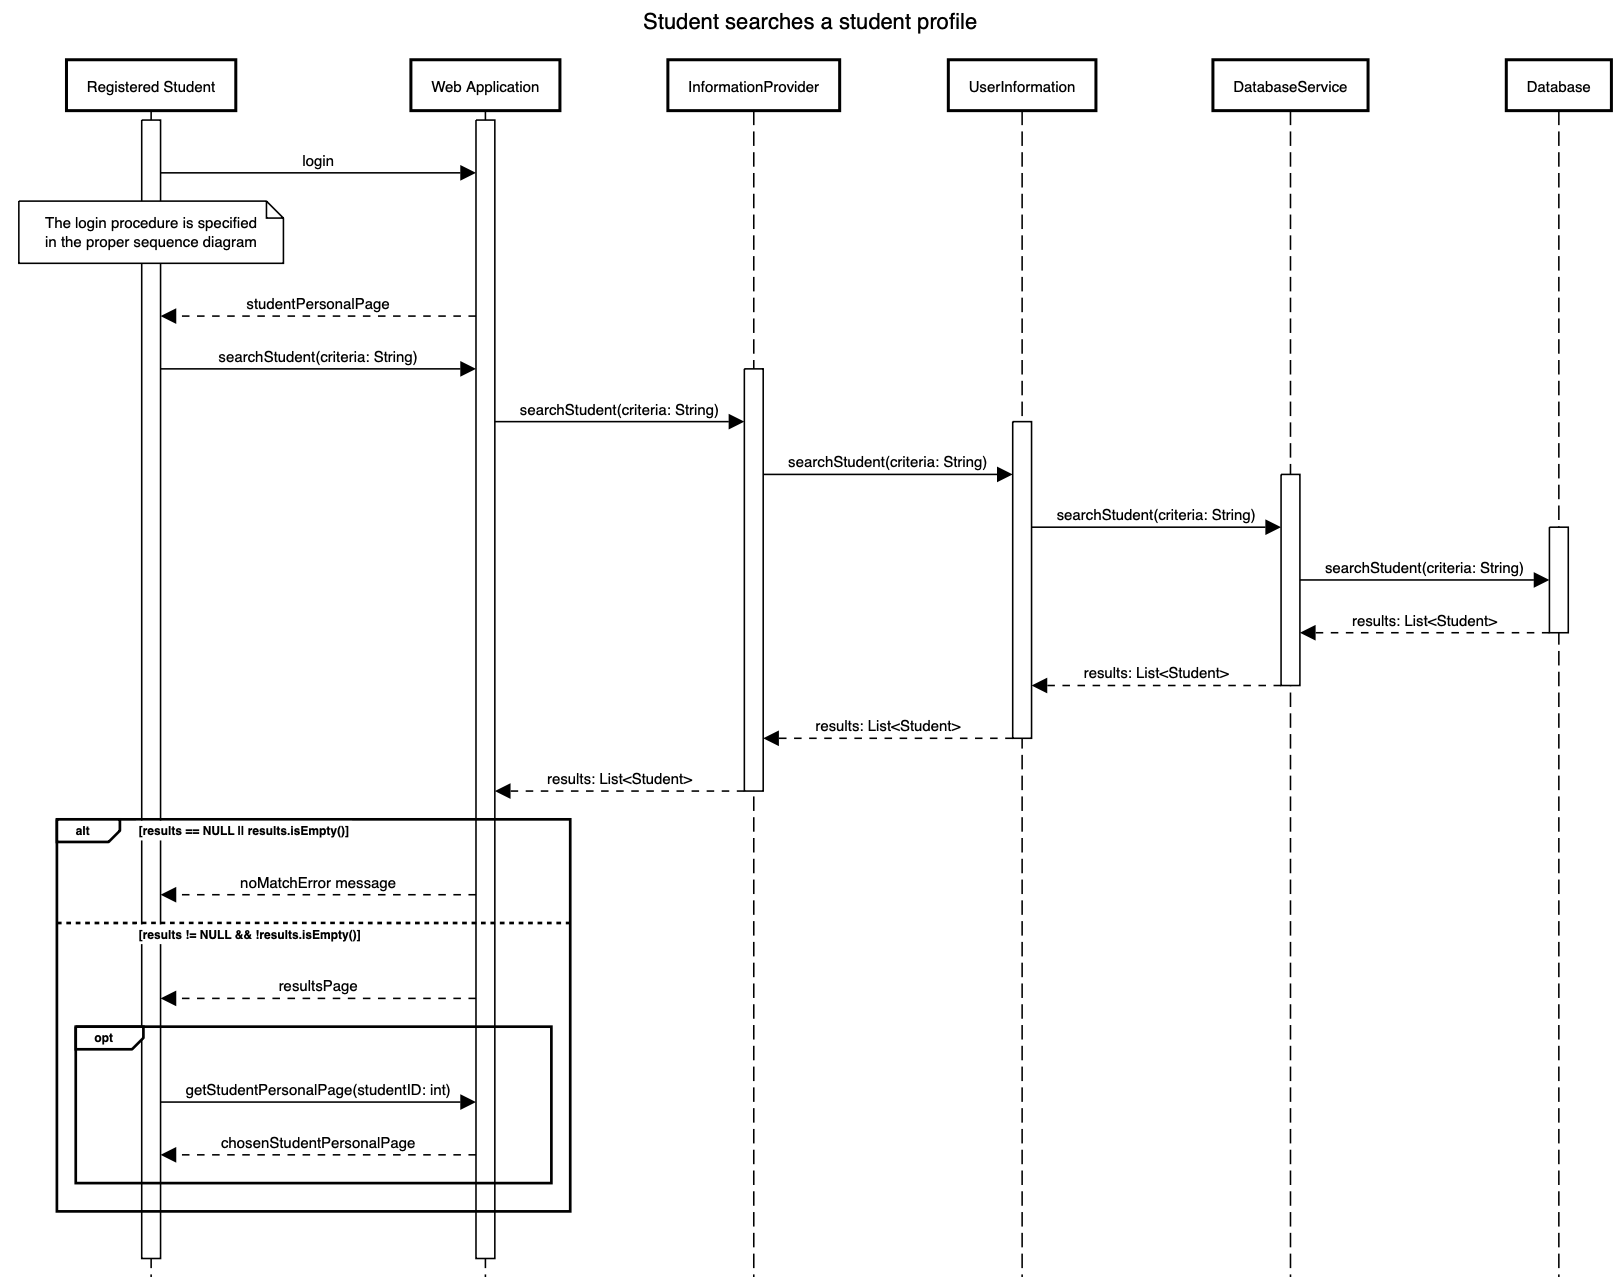 Student searches a student profile
Registered Student
Web Application
InformationProvider
UserInformation
DatabaseService
Database
login
The login procedure is specified
in the proper sequence diagram
studentPersonalPage
searchStudent(criteria: String)
searchStudent(criteria: String)
searchStudent(criteria: String)
searchStudent(criteria: String)
searchStudent(criteria: String)
results: List<Student>
results: List<Student>
results: List<Student>
results: List<Student>
alt
[results == NULL || results.isEmpty()]
noMatchError message
[results != NULL && !results.isEmpty()]
resultsPage
opt
getStudentPersonalPage(studentID: int)
chosenStudentPersonalPage